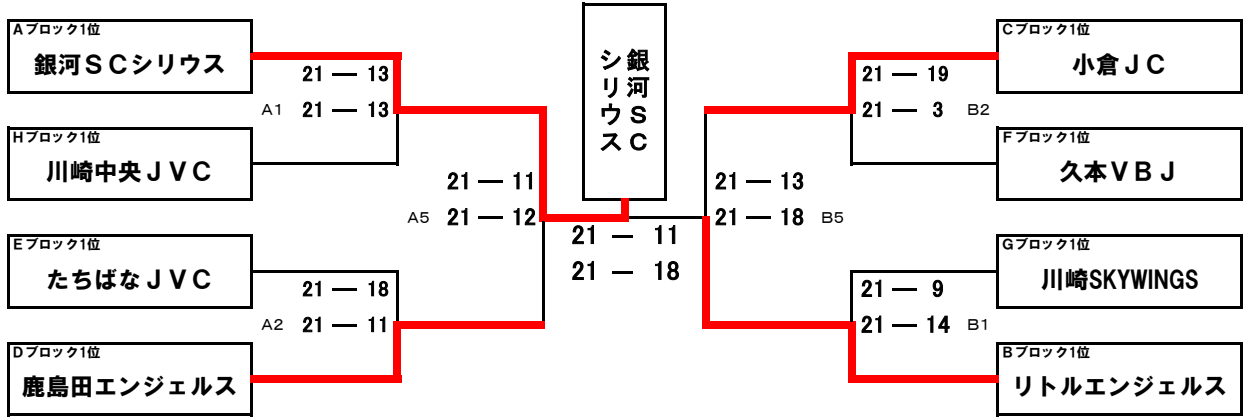 Aブロック1位
銀河ＳＣシリウス
21 ― 13
A1 21 ― 13
Hブロック1位
川崎中央ＪＶＣ
21 ― 11
A5 21 ― 12
Eブロック1位
たちばなＪＶＣ
21 ― 18
A2 21 ― 11
Dブロック1位
鹿島田エンジェルス
銀河ＳＣ
シリウス
21 ― 11
21 ― 18
Cブロック1位
小倉ＪＣ
21 ― 19
21 ― 3 B2
Fブロック1位
久本ＶＢＪ
21 ― 13
21 ― 18 B5
Gブロック1位
川崎SKYWINGS
21 ― 9
21 ― 14 B1
Bブロック1位
リトルエンジェルス